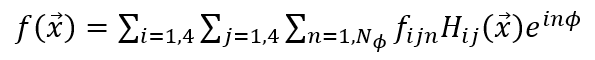 f(x⃗) = ∑ᵢ₌₁,₄ ∑ⱼ₌₁,₄ ∑ₙ₌₁,N_ϕ f_{ijn}H_{ij}(x⃗)e^{inϕ}